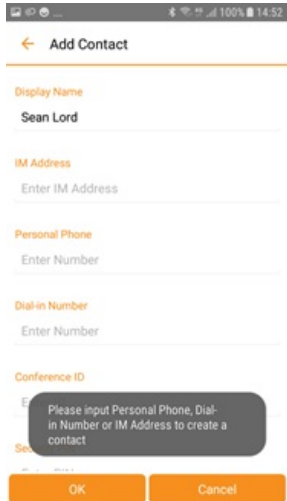 100% 14:52
Add Contact
Display Name
Sean Lord
IM Address
Enter IM Address
Personal Phone
Enter Number
Dial-in Number
Enter Number
Conference ID
Please input Personal Phone, Dial-
in Number or IM Address to create a
contact
OK
Cancel